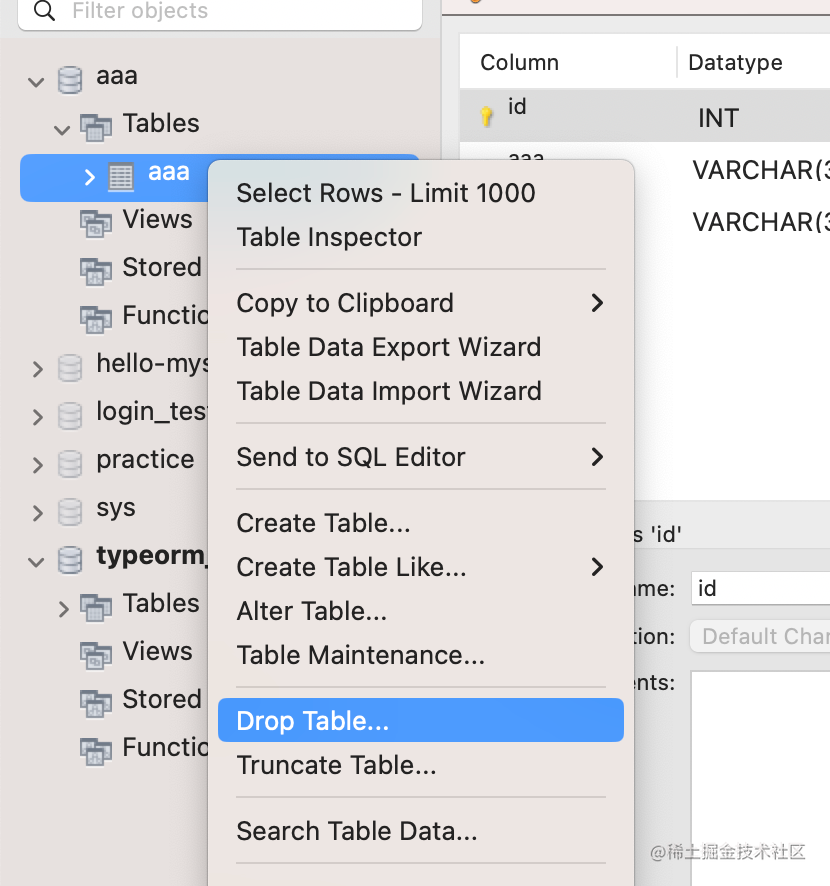 Filter objects
aaa
Tables
aaa
Views
Stored
Functio
hello-mys
login_tes
practice
sys
typeorm_
Tables
Views
Stored
Functio
Select Rows - Limit 1000
Table Inspector
Copy to Clipboard
Table Data Export Wizard
Table Data Import Wizard
Send to SQL Editor
Create Table...
Create Table Like...
Alter Table...
Table Maintenance...
Drop Table...
Truncate Table...
Search Table Data...
Column Datatype
id INT
aaa VARCHAR(3
VARCHAR(3
s 'id'
me: id
tion: Default Char
ents:
@稀土掘金技术社区